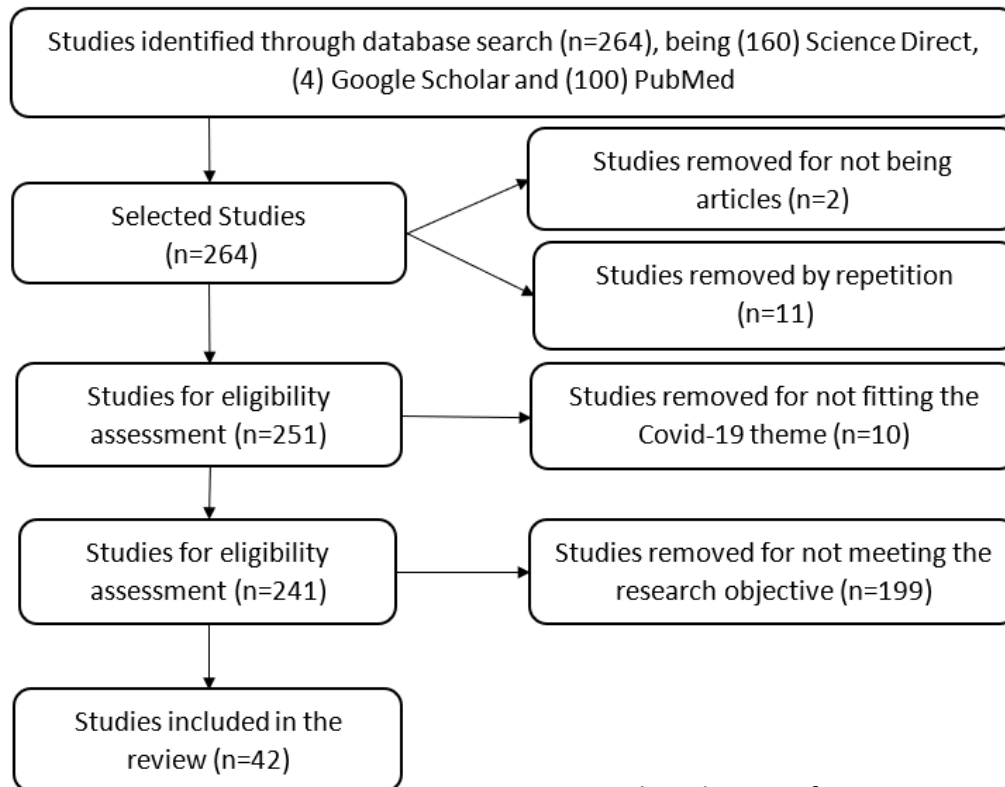 Studies identified through database search (n=264), being (160) Science Direct,
(4) Google Scholar and (100) PubMed
Studies removed for not being
articles (n=2)
Selected Studies
(n=264)
Studies removed by repetition
(n=11)
Studies for eligibility
assessment (n=251)
Studies removed for not fitting the
Covid-19 theme (n=10)
Studies for eligibility
assessment (n=241)
Studies removed for not meeting the
research objective (n=199)
Studies included in the
review (n=42)